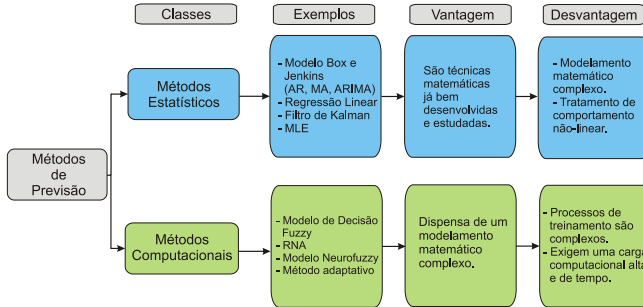 Classes
Exemplos
Vantagem
Desvantagem
Métodos
de
Previsão
Métodos
Estatísticos
- Modelo Box e
Jenkins
(AR, MA, ARIMA)
- Regressão Linear
- Filtro de Kalman
- MLE
São técnicas
matemáticas
já bem
desenvolvidas
e estudadas.
- Modelamento
matemático
complexo.
- Tratamento de
comportamento
não-linear.
Métodos
Computacionais
- Modelo de Decisão
Fuzzy
- RNA
- Modelo Neurofuzzy
- Método adaptativo
Dispensa de um
modelamento
matemático
complexo.
- Processos de
treinamento são
complexos.
- Exigem uma carga
computacional alta
e de tempo.